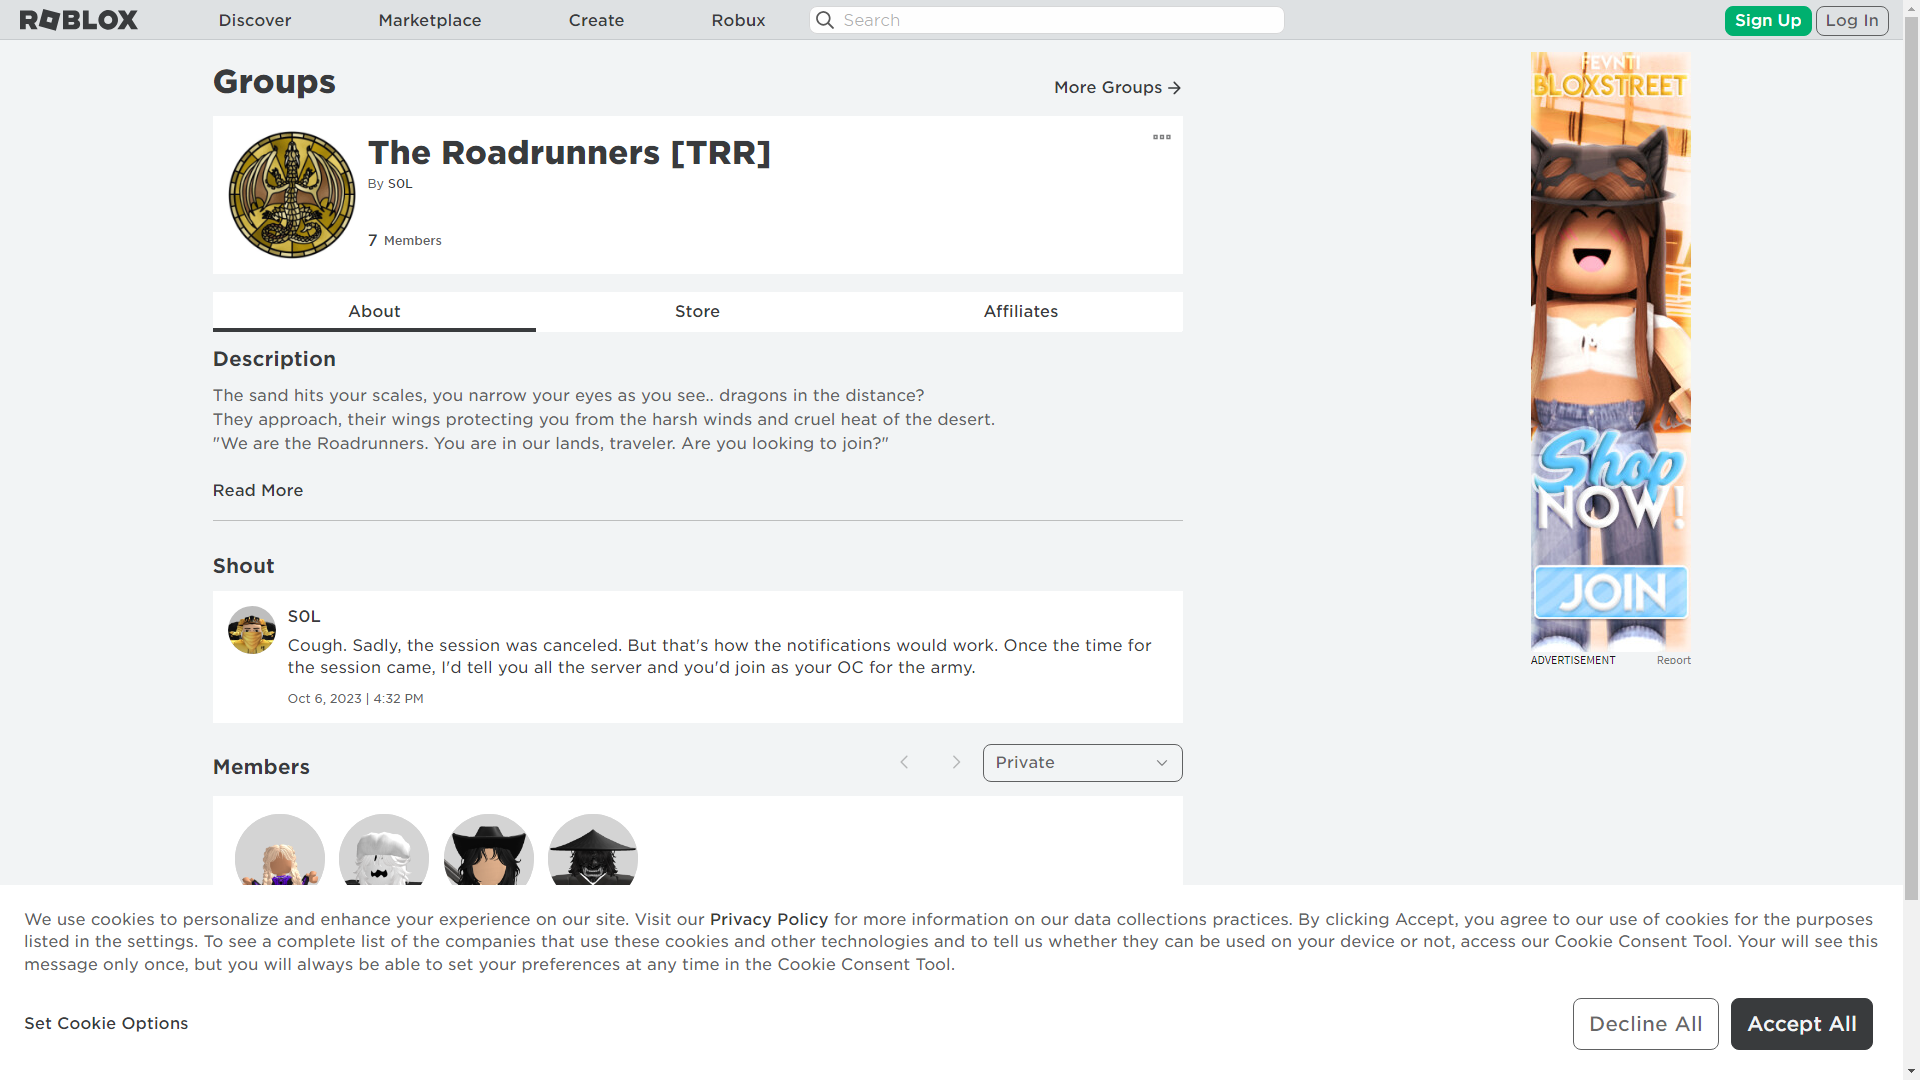 ROBLOX
Discover
Marketplace
Create
Robux
Search
Sign Up
Log In
Groups
More Groups
The Roadrunners [TRR]
By S0L
7 Members
About
Store
Affiliates
Description
The sand hits your scales, you narrow your eyes as you see.. dragons in the distance?
They approach, their wings protecting you from the harsh winds and cruel heat of the desert.
"We are the Roadrunners. You are in our lands, traveler. Are you looking to join?"
Read More
Shout
S0L
Cough. Sadly, the session was canceled. But that's how the notifications would work. Once the time for
the session came, I'd tell you all the server and you'd join as your OC for the army.
Oct 6, 2023 | 4:32 PM
Members
Private
FEVNTI
BLOXSTREET
Shop
NOW!
JOIN
ADVERTISEMENT
Report
We use cookies to personalize and enhance your experience on our site. Visit our Privacy Policy for more information on our data collections practices. By clicking Accept, you agree to our use of cookies for the purposes
listed in the settings. To see a complete list of the companies that use these cookies and other technologies and to tell us whether they can be used on your device or not, access our Cookie Consent Tool. Your will see this
message only once, but you will always be able to set your preferences at any time in the Cookie Consent Tool.
Set Cookie Options
Decline All
Accept All